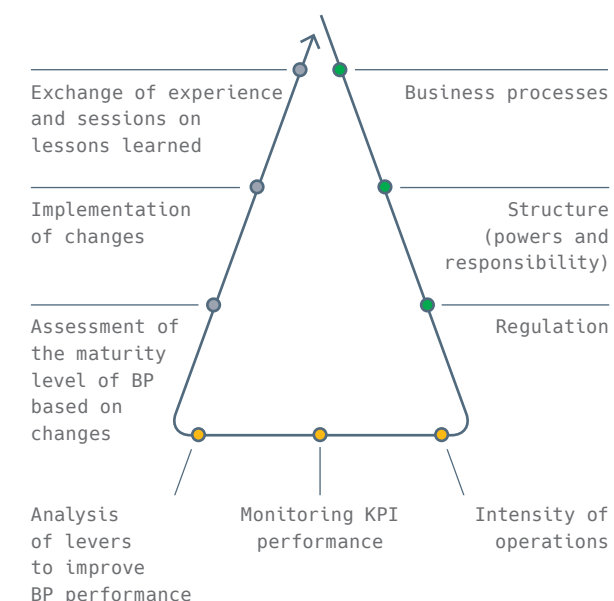 Exchange of experience
and sessions on
lessons learned
Business processes
Implementation
of changes
Structure
(powers and
responsibility)
Assessment of
the maturity
level of BP
based on
changes
Regulation
Analysis
of levers
to improve
BP performance
Monitoring KPI
performance
Intensity of
operations